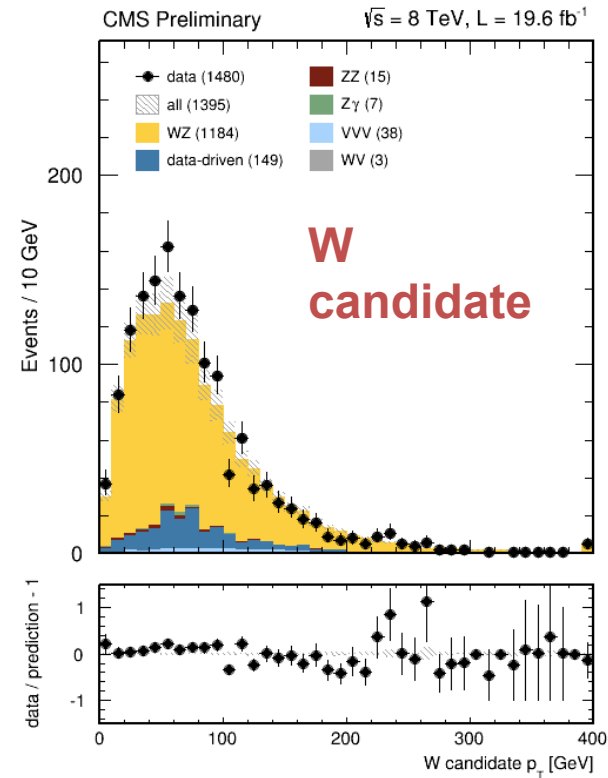 CMS Preliminary √s = 8 TeV, L = 19.6 fb⁻¹
data (1480) ZZ (15)
all (1395) Zγ (7)
WZ (1184) VVV (38)
data-driven (149) WV (3)
W
candidate
Events / 10 GeV
200
100
0
data / prediction - 1
1
0
-1
0 100 200 300 400
W candidate p_T [GeV]